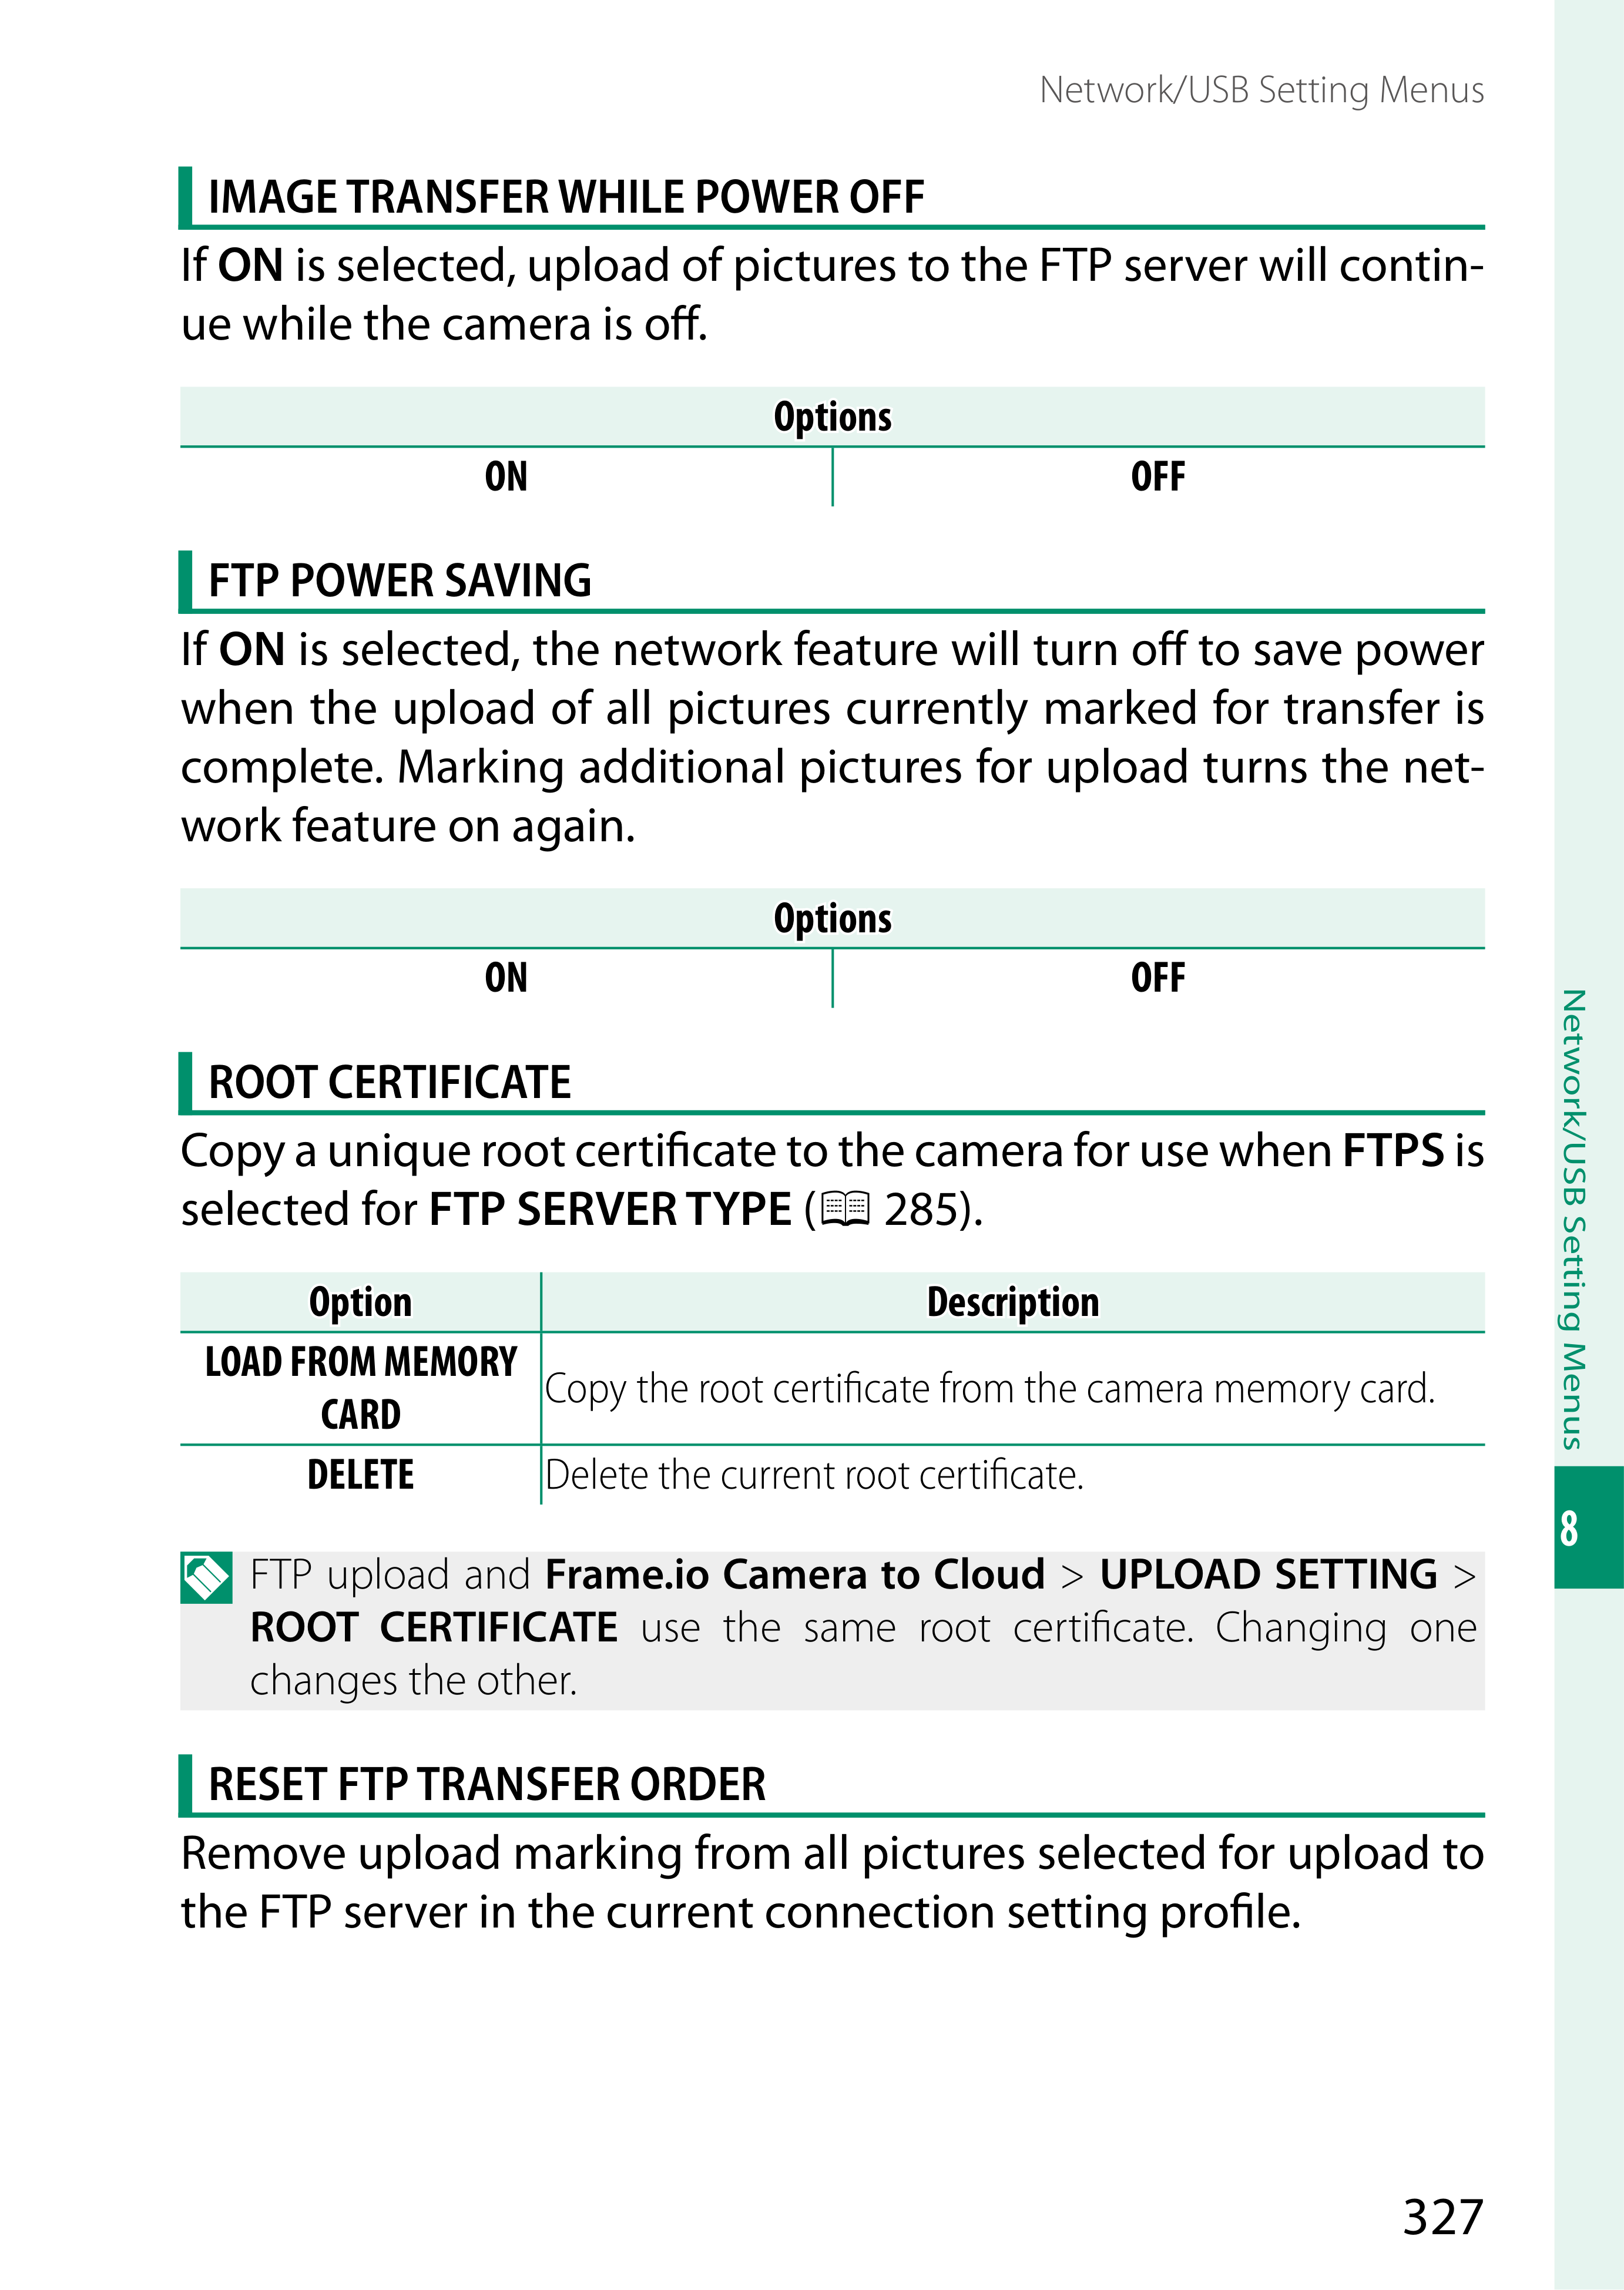 Network/USB Setting Menus
IMAGE TRANSFER WHILE POWER OFF
If ON is selected, upload of pictures to the FTP server will contin-
ue while the camera is off.
Options
ON OFF
FTP POWER SAVING
If ON is selected, the network feature will turn off to save power
when the upload of all pictures currently marked for transfer is
complete. Marking additional pictures for upload turns the net-
work feature on again.
Options
ON OFF
ROOT CERTIFICATE
Copy a unique root certificate to the camera for use when FTPS is
selected for FTP SERVER TYPE ( 285).
Option Description
LOAD FROM MEMORY
CARD
Copy the root certificate from the camera memory card.
DELETE Delete the current root certificate.
FTP upload and Frame.io Camera to Cloud > UPLOAD SETTING >
ROOT CERTIFICATE use the same root certificate. Changing one
changes the other.
RESET FTP TRANSFER ORDER
Remove upload marking from all pictures selected for upload to
the FTP server in the current connection setting profile.
Network/USB Setting Menus
8
327